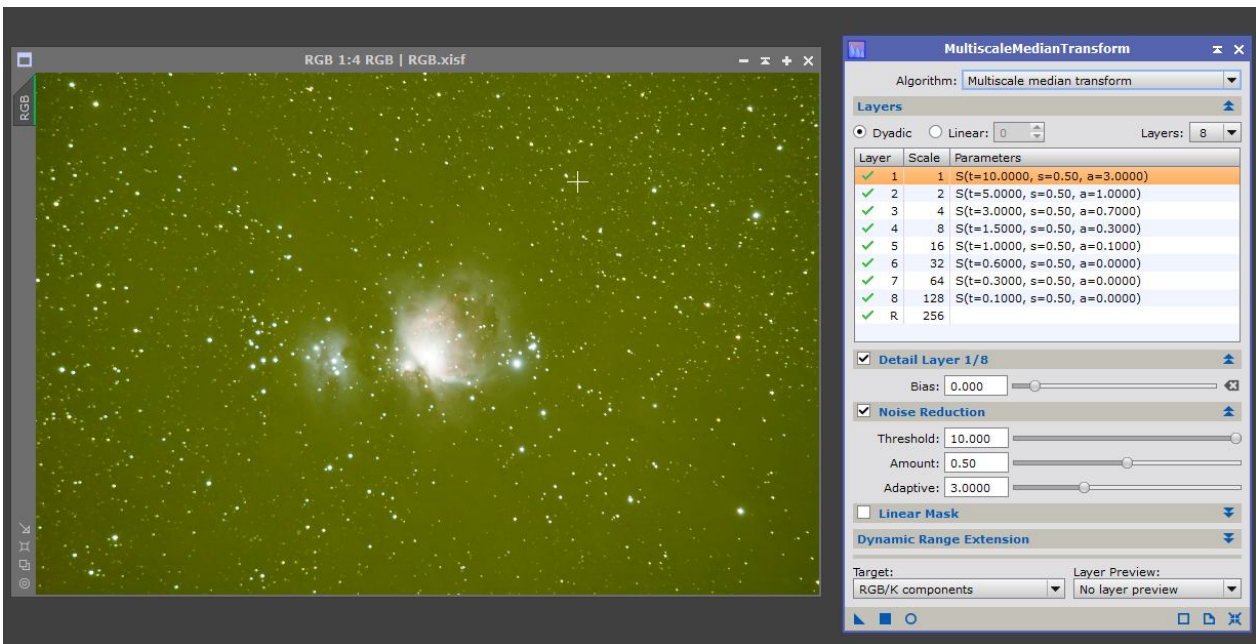 RGB 1:4 RGB | RGB.xisf
RGB
MultiscaleMedianTransform
Algorithm: Multiscale median transform
Layers
Dyadic Linear: 0 Layers: 8
Layer Scale Parameters
1 1 S(t=10.0000, s=0.50, a=3.0000)
2 2 S(t=5.0000, s=0.50, a=1.0000)
3 4 S(t=3.0000, s=0.50, a=0.7000)
4 8 S(t=1.5000, s=0.50, a=0.3000)
5 16 S(t=1.0000, s=0.50, a=0.1000)
6 32 S(t=0.6000, s=0.50, a=0.0000)
7 64 S(t=0.3000, s=0.50, a=0.0000)
8 128 S(t=0.1000, s=0.50, a=0.0000)
R 256
Detail Layer 1/8
Bias: 0.000
Noise Reduction
Threshold: 10.000
Amount: 0.50
Adaptive: 3.0000
Linear Mask
Dynamic Range Extension
Target: Layer Preview:
RGB/K components No layer preview